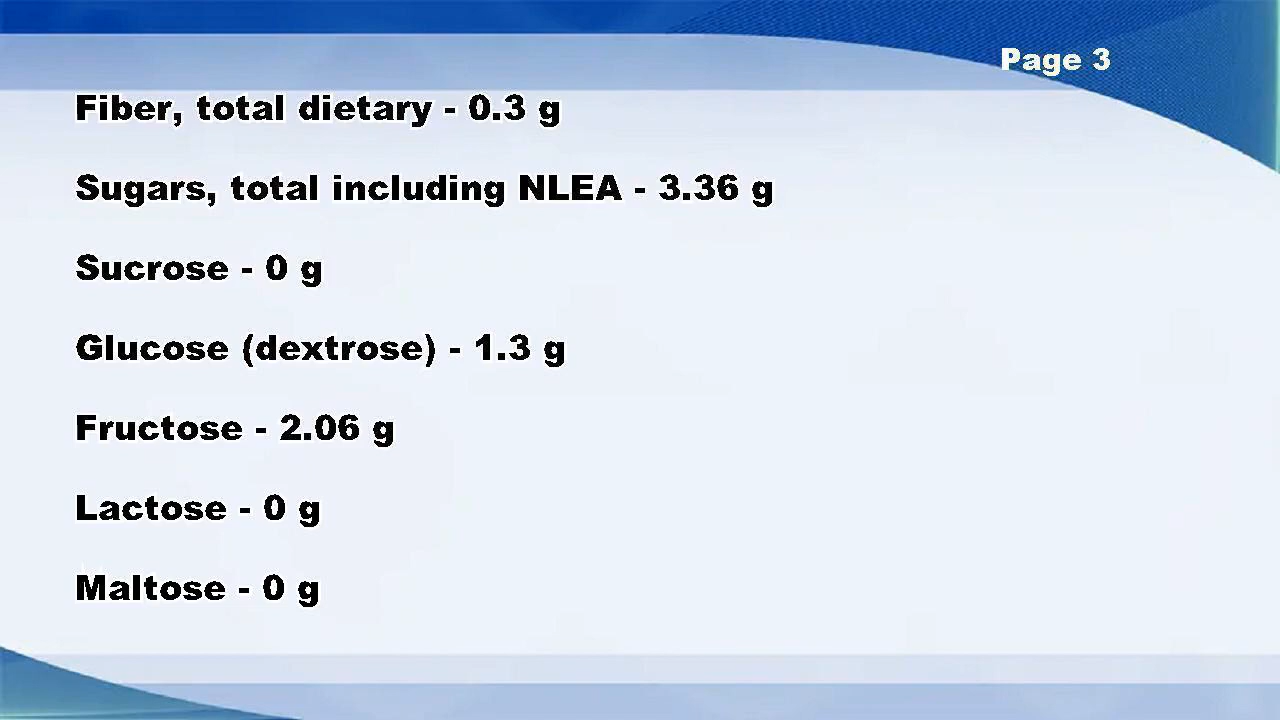 Page 3
Fiber, total dietary - 0.3 g
Sugars, total including NLEA - 3.36 g
Sucrose - 0 g
Glucose (dextrose) - 1.3 g
Fructose - 2.06 g
Lactose - 0 g
Maltose - 0 g